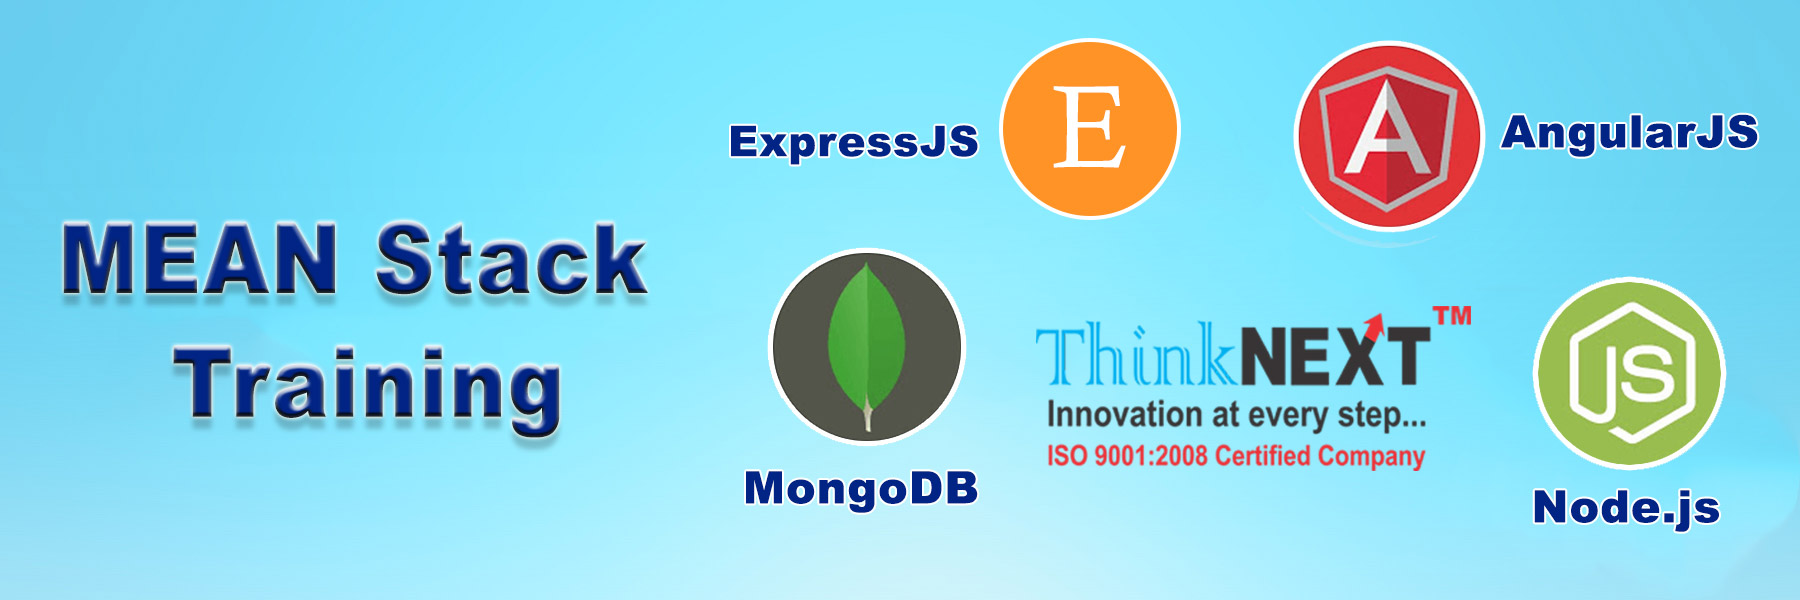 MEAN Stack
Training
ExpressJS
E
A
AngularJS
MongoDB
ThinkNEXT™
Innovation at every step...
ISO 9001:2008 Certified Company
JS
Node.js